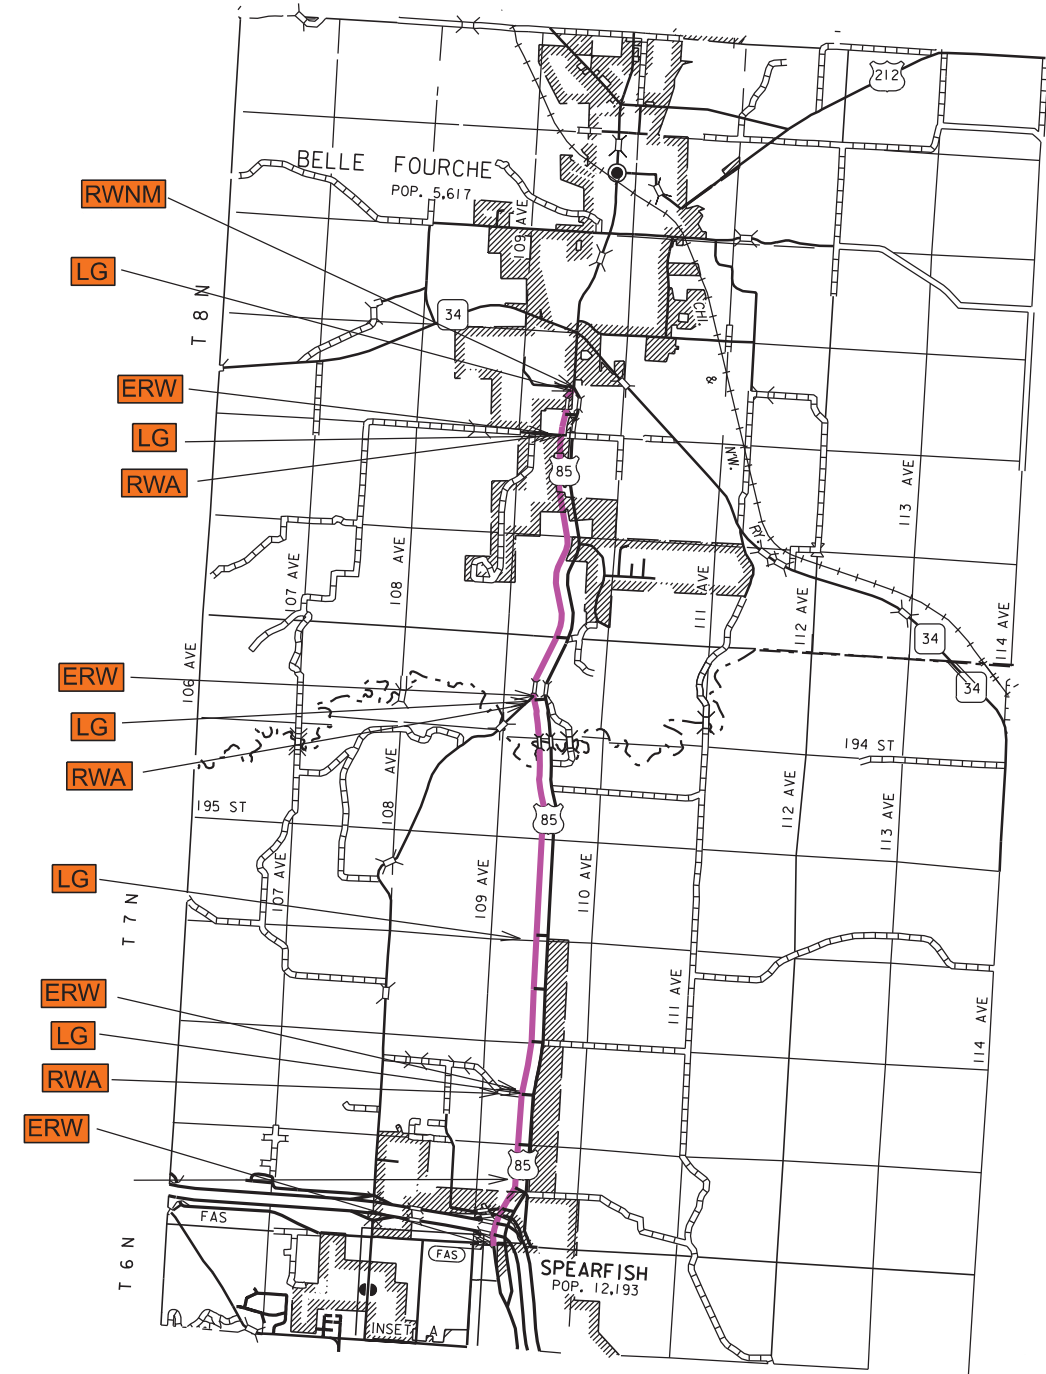 212
BELLE FOURCHE
POP. 5,617
RWNM
109 AVE
LG
T 8 N
34
CHI.
&
ERW
LG
N.W.
85
RWA
113 AVE
RY.
107 AVE
108 AVE
111 AVE
112 AVE
114 AVE
34
106 AVE
ERW
34
LG
194 ST
RWA
108 AVE
112 AVE
113 AVE
195 ST
85
LG
107 AVE
109 AVE
110 AVE
T 7 N
ERW
111 AVE
114 AVE
LG
RWA
ERW
85
FAS
T 6 N
FAS
SPEARFISH
POP. 12,193
INSET A